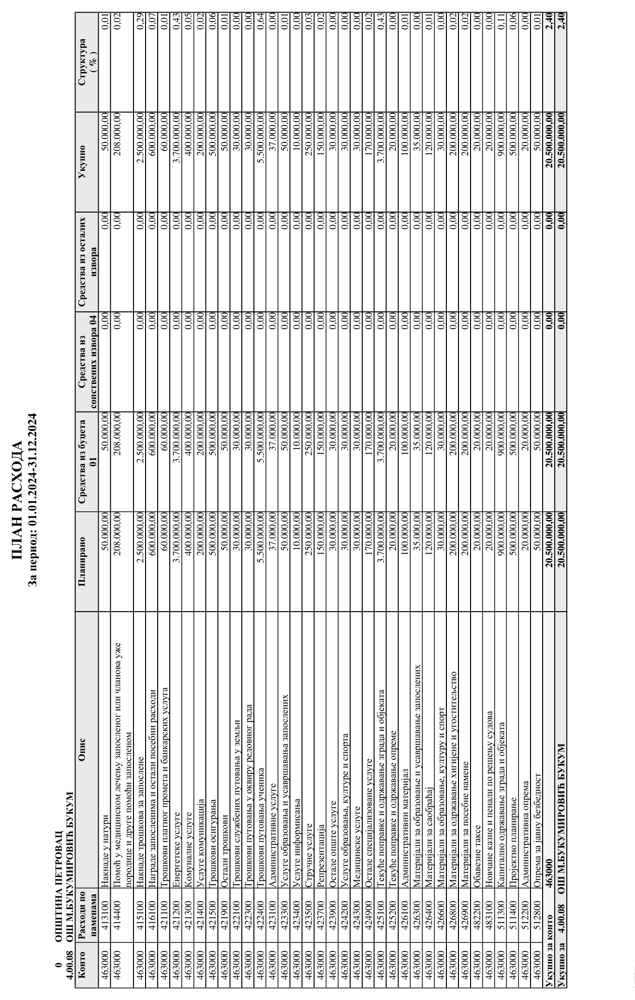 ПЛАН РАСХОДА
За период: 01.01.2024-31.12.2024
0 ОПШТИНА ПЕТРОВАЦ
4.00.08 ОШ М.БУКУМИРОВИЋ БУКУМ
Конто Расходи по наменама Опис Планирано Средства из буџета 01 Средства из сопствених извора 04 Средства из осталих извора Укупно Структура ( % )
463000 413100 Накнаде у натури 50.000,00 50.000,00 0,00 0,00 50.000,00 0,01
463000 414400 Помоћ у медицинском лечењу запосленог или чланова уже 208.000,00 208.000,00 0,00 0,00 208.000,00 0,02
породице и друге помоћи запосленом
463000 415100 Накнаде трошкова за запослене 2.500.000,00 2.500.000,00 0,00 0,00 2.500.000,00 0,29
463000 416100 Награде запосленима и остали посебни расходи 600.000,00 600.000,00 0,00 0,00 600.000,00 0,07
463000 421100 Трошкови платног промета и банкарских услуга 60.000,00 60.000,00 0,00 0,00 60.000,00 0,01
463000 421200 Енергетске услуге 3.700.000,00 3.700.000,00 0,00 0,00 3.700.000,00 0,43
463000 421300 Комуналне услуге 400.000,00 400.000,00 0,00 0,00 400.000,00 0,05
463000 421400 Услуге комуникација 200.000,00 200.000,00 0,00 0,00 200.000,00 0,02
463000 421500 Трошкови осигурања 500.000,00 500.000,00 0,00 0,00 500.000,00 0,06
463000 421900 Остали трошкови 50.000,00 50.000,00 0,00 0,00 50.000,00 0,01
463000 422100 Трошкови службених путовања у земљи 30.000,00 30.000,00 0,00 0,00 30.000,00 0,00
463000 422300 Трошкови путовања у оквиру редовног рада 30.000,00 30.000,00 0,00 0,00 30.000,00 0,00
463000 422400 Трошкови путовања ученика 5.500.000,00 5.500.000,00 0,00 0,00 5.500.000,00 0,64
463000 423100 Административне услуге 37.000,00 37.000,00 0,00 0,00 37.000,00 0,00
463000 423300 Услуге образовања и усавршавања запослених 50.000,00 50.000,00 0,00 0,00 50.000,00 0,01
463000 423400 Услуге информисања 10.000,00 10.000,00 0,00 0,00 10.000,00 0,00
463000 423500 Стручне услуге 250.000,00 250.000,00 0,00 0,00 250.000,00 0,03
463000 423700 Репрезентација 150.000,00 150.000,00 0,00 0,00 150.000,00 0,02
463000 423900 Остале опште услуге 30.000,00 30.000,00 0,00 0,00 30.000,00 0,00
463000 424200 Услуге образовања, културе и спорта 30.000,00 30.000,00 0,00 0,00 30.000,00 0,00
463000 424300 Медицинске услуге 30.000,00 30.000,00 0,00 0,00 30.000,00 0,00
463000 424900 Остале специјализоване услуге 170.000,00 170.000,00 0,00 0,00 170.000,00 0,02
463000 425100 Текуће поправке и одржавање зграда и објеката 3.700.000,00 3.700.000,00 0,00 0,00 3.700.000,00 0,43
463000 425200 Текуће поправке и одржавање опреме 20.000,00 20.000,00 0,00 0,00 20.000,00 0,00
463000 426100 Административни материјал 100.000,00 100.000,00 0,00 0,00 100.000,00 0,01
463000 426300 Материјали за образовање и усавршавање запослених 35.000,00 35.000,00 0,00 0,00 35.000,00 0,00
463000 426400 Материјали за саобраћај 120.000,00 120.000,00 0,00 0,00 120.000,00 0,01
463000 426600 Материјали за образовање, културу и спорт 30.000,00 30.000,00 0,00 0,00 30.000,00 0,00
463000 426800 Материјали за одржавање хигијене и угоститељство 200.000,00 200.000,00 0,00 0,00 200.000,00 0,02
463000 426900 Материјали за посебне намене 200.000,00 200.000,00 0,00 0,00 200.000,00 0,02
463000 482200 Обавезне таксе 20.000,00 20.000,00 0,00 0,00 20.000,00 0,00
463000 483100 Новчане казне и пенали по решењу судова 20.000,00 20.000,00 0,00 0,00 20.000,00 0,00
463000 511300 Капитално одржавање зграда и објеката 900.000,00 900.000,00 0,00 0,00 900.000,00 0,11
463000 511400 Пројектно планирање 500.000,00 500.000,00 0,00 0,00 500.000,00 0,06
463000 512200 Административна опрема 20.000,00 20.000,00 0,00 0,00 20.000,00 0,00
463000 512800 Опрема за јавну безбедност 50.000,00 50.000,00 0,00 0,00 50.000,00 0,01
Укупно за конто 463000 20.500.000,00 20.500.000,00 0,00 0,00 20.500.000,00 2,40
Укупно за 4.00.08 ОШ М.БУКУМИРОВИЋ БУКУМ 20.500.000,00 20.500.000,00 0,00 0,00 20.500.000,00 2,40